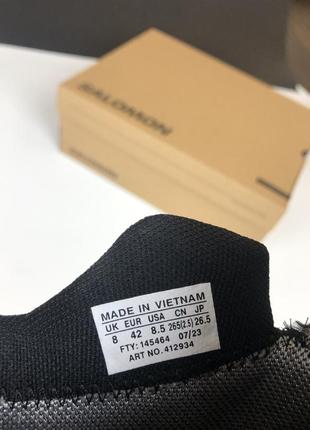 SALOMON
SALOMON
MADE IN VIETNAM
UK EUR USA CN JP
8 42 8.5 265(2.5) 26.5
FTY: 145464 07/23
ART NO. 412934